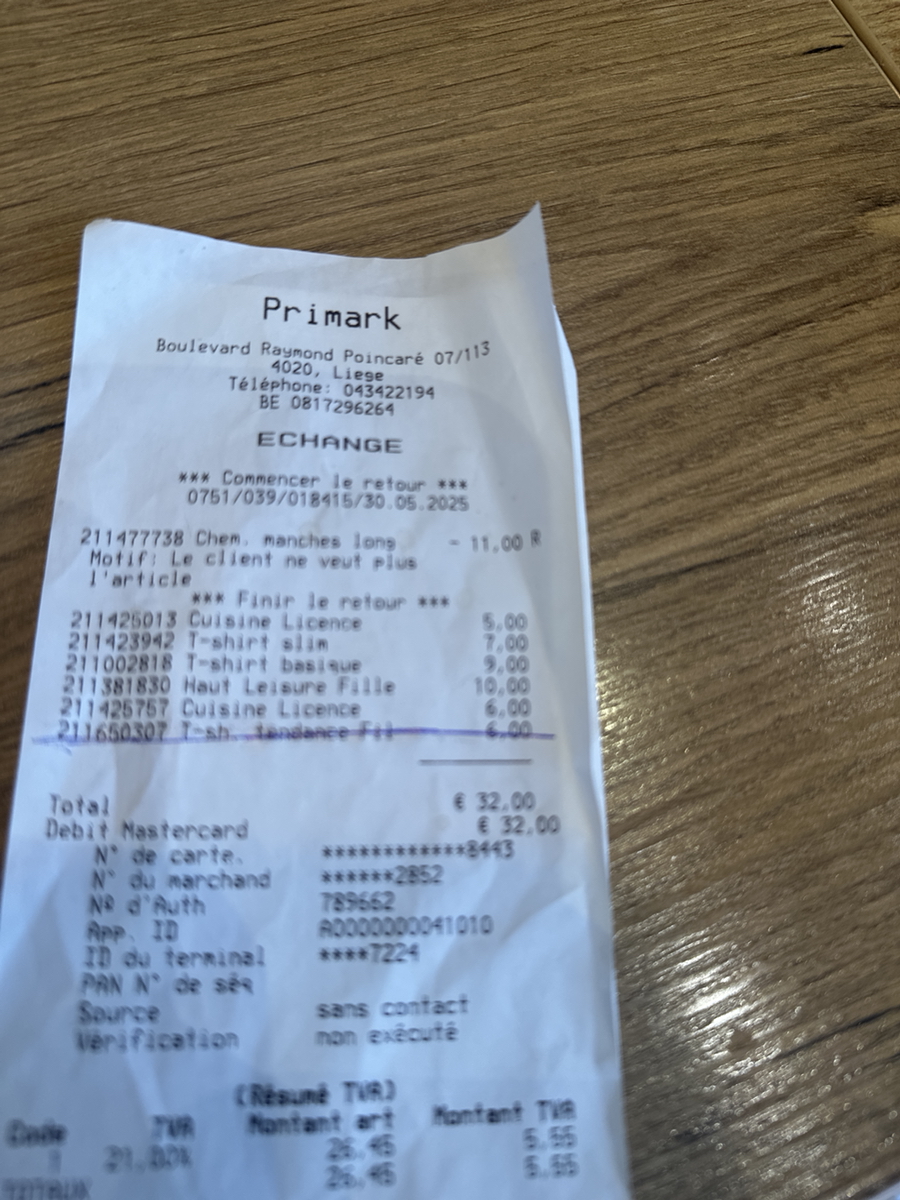 Primark
Boulevard Raymond Poincaré 07/113
4020, Liege
Téléphone: 043422194
BE 0817296264
ECHANGE
*** Commencer le retour ***
0751/039/018415/30.05.2025
211477738 Chem. manches long - 11,00 R
Motif: Le client ne veut plus
l'article
*** Finir le retour ***
211425013 Cuisine Licence 5,00
211423942 T-shirt slim 7,00
211002818 T-shirt basique 9,00
211381830 Haut Leisure Fille 10,00
211425757 Cuisine Licence 6,00
211650307 T-sh. tendance Fil 6,00
Total € 32,00
Debit Mastercard € 32,00
N° de carte. ************8443
N° du marchand ******2852
Nº d'Auth 789662
App. ID A0000000041010
ID du terminal ****7224
PAN N° de séq
Source sans contact
Vérification non exécuté
(Résumé TVA)
Code TVA Montant art Montant TVA
1 21.00% 26.45 5.55
TOTAUX 26.45 5.55